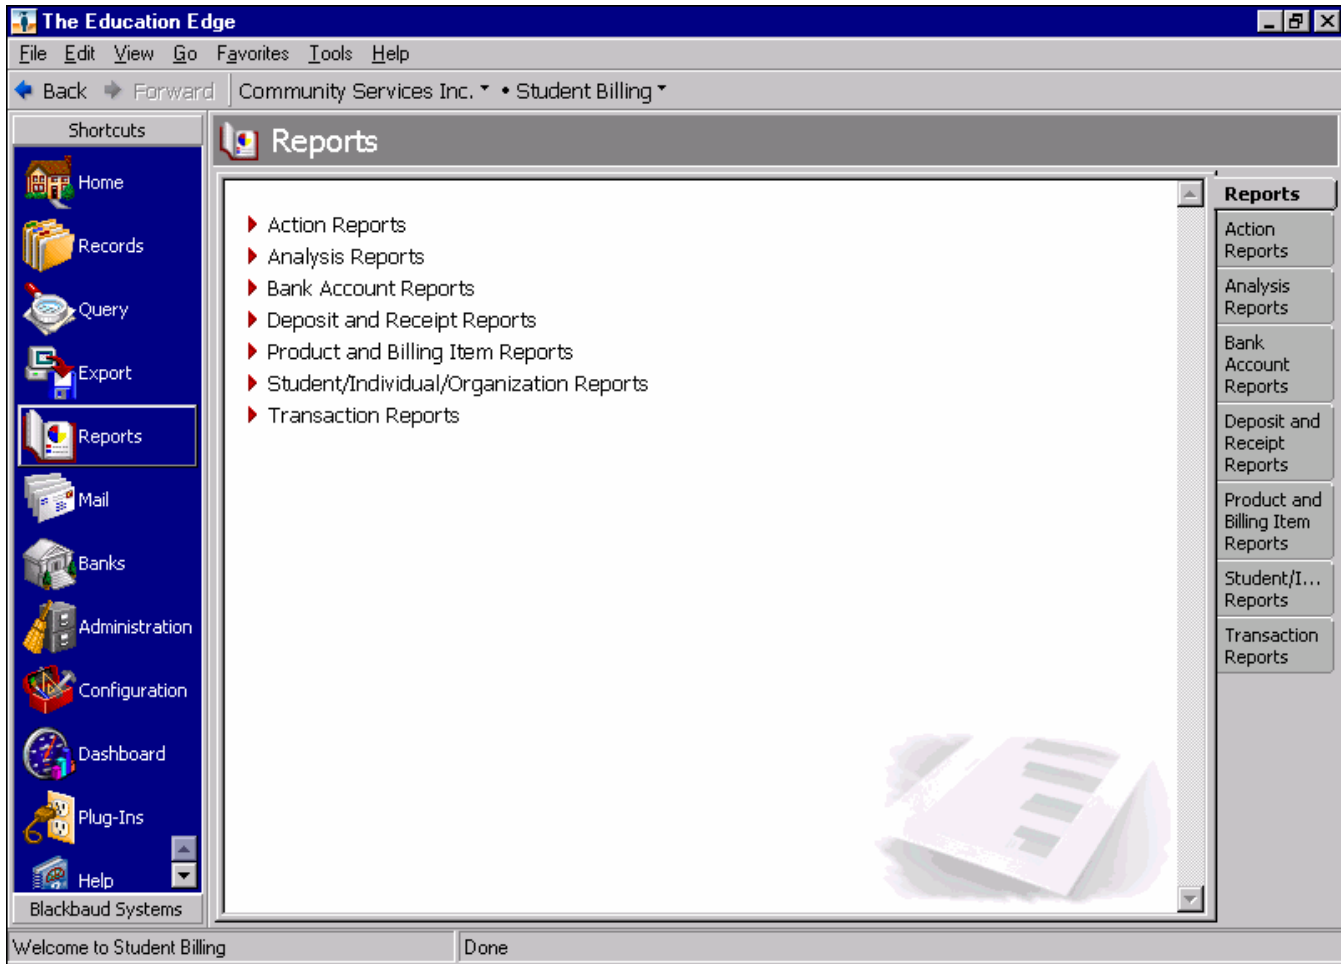 The Education Edge
File Edit View Go Favorites Tools Help
Back Forward Community Services Inc. • Student Billing
Shortcuts
Home
Records
Query
Export
Reports
Mail
Banks
Administration
Configuration
Dashboard
Plug-Ins
Help
Blackbaud Systems
Reports
Action Reports
Analysis Reports
Bank Account Reports
Deposit and Receipt Reports
Product and Billing Item Reports
Student/Individual/Organization Reports
Transaction Reports
Reports
Action
Reports
Analysis
Reports
Bank
Account
Reports
Deposit and
Receipt
Reports
Product and
Billing Item
Reports
Student/I...
Reports
Transaction
Reports
Welcome to Student Billing
Done